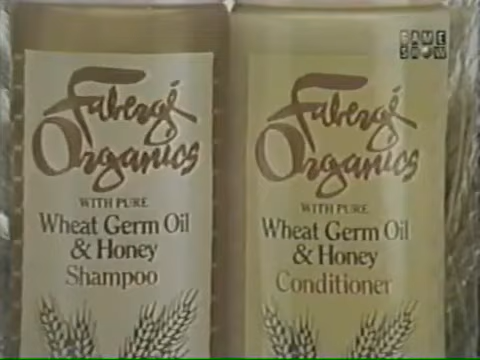 GAME
SHOW
Fabergé
Organics
WITH PURE
Wheat Germ Oil
& Honey
Shampoo
Fabergé
Organics
WITH PURE
Wheat Germ Oil
& Honey
Conditioner